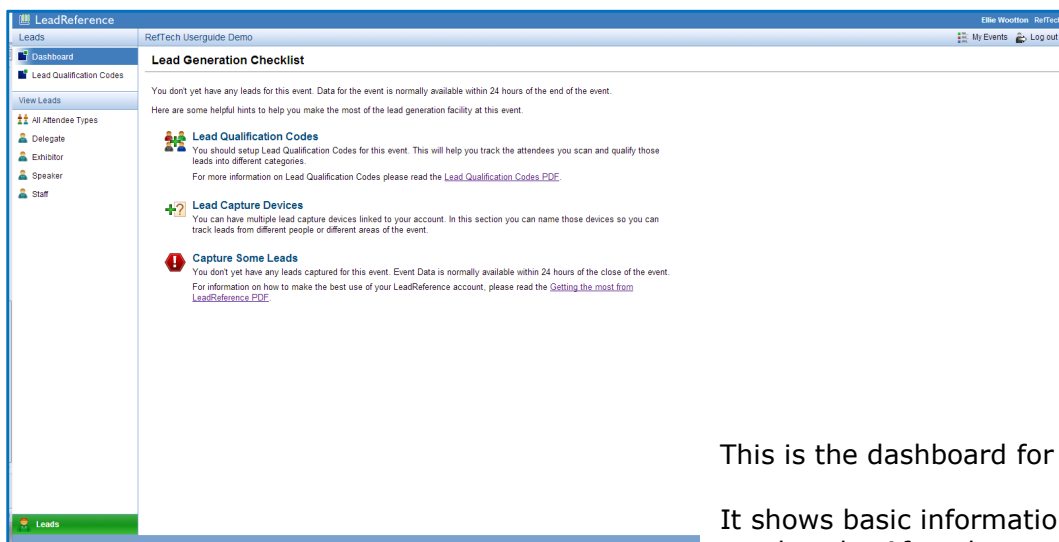 LeadReference
Ellie Wootton RefTech
Leads
RefTech Userguide Demo
My Events
Log out
Dashboard
Lead Qualification Codes
View Leads
All Attendee Types
Delegate
Exhibitor
Speaker
Staff
Lead Generation Checklist
You don't yet have any leads for this event. Data for the event is normally available within 24 hours of the end of the event.
Here are some helpful hints to help you make the most of the lead generation facility at this event.
Lead Qualification Codes
You should setup Lead Qualification Codes for this event. This will help you track the attendees you scan and qualify those
leads into different categories.
For more information on Lead Qualification Codes please read the Lead Qualification Codes PDF.
Lead Capture Devices
You can have multiple lead capture devices linked to your account. In this section you can name those devices so you can
track leads from different people or different areas of the event.
Capture Some Leads
You don't yet have any leads captured for this event. Event Data is normally available within 24 hours of the close of the event.
For information on how to make the best use of your LeadReference account, please read the Getting the most from
LeadReference PDF.
Leads
This is the dashboard for
It shows basic informatio